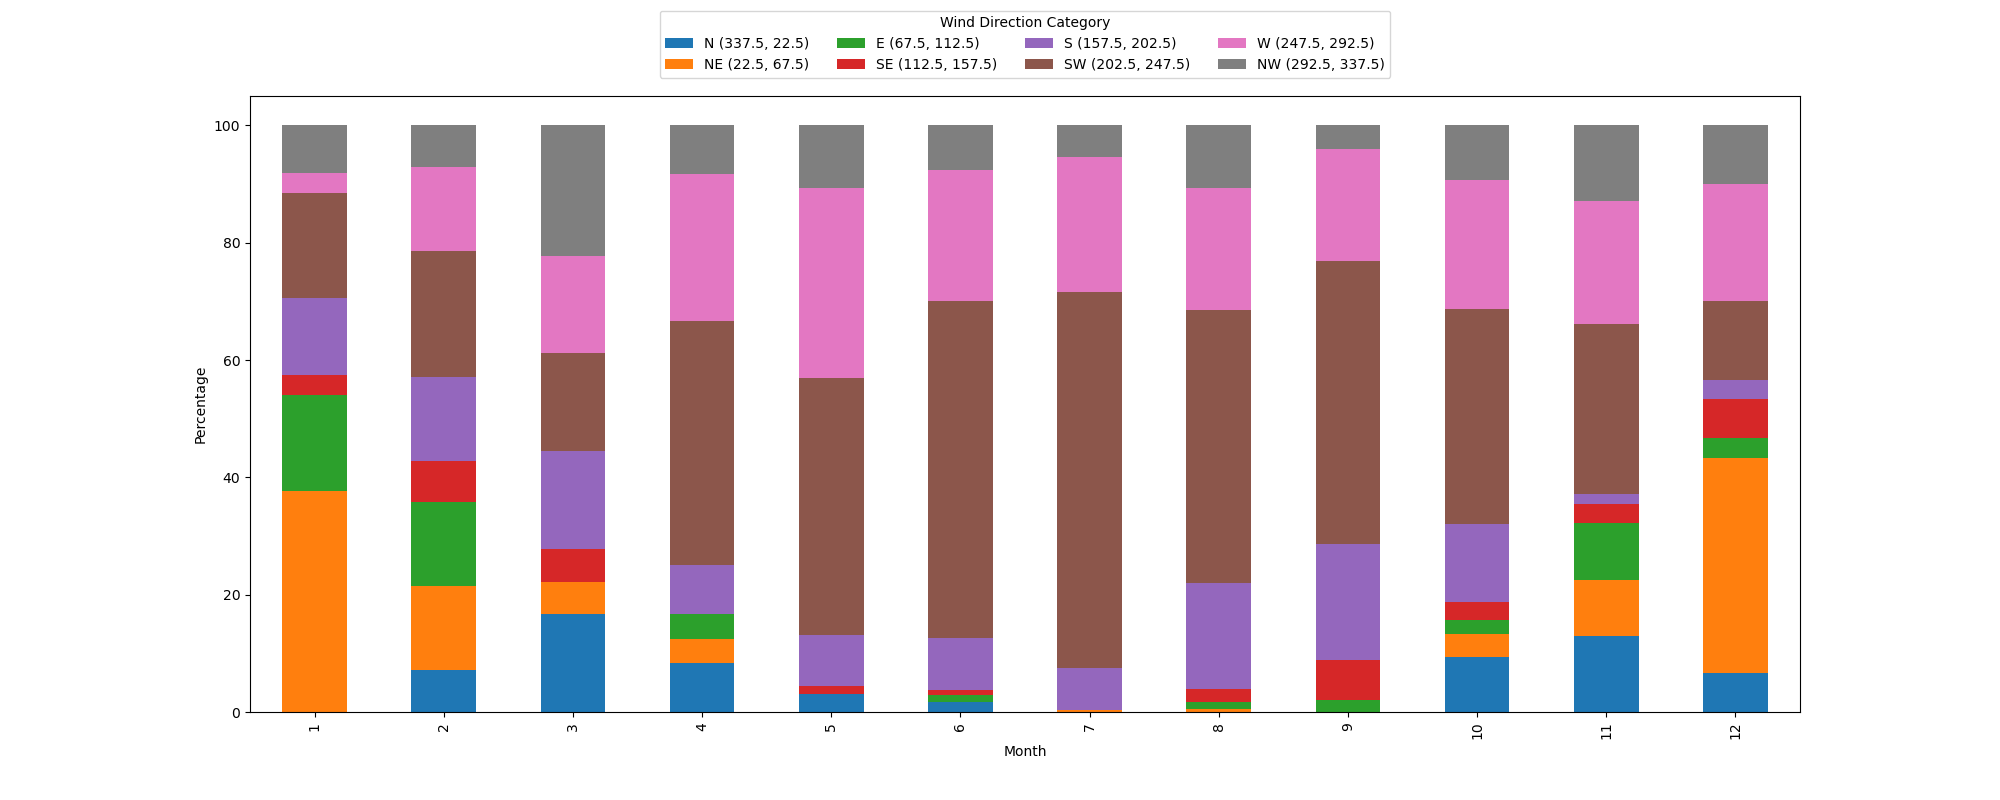 Wind Direction Category
N (337.5, 22.5) E (67.5, 112.5) S (157.5, 202.5) W (247.5, 292.5)
NE (22.5, 67.5) SE (112.5, 157.5) SW (202.5, 247.5) NW (292.5, 337.5)
100
80
60
40
20
0
Percentage
1 2 3 4 5 6 7 8 9 10 11 12
Month